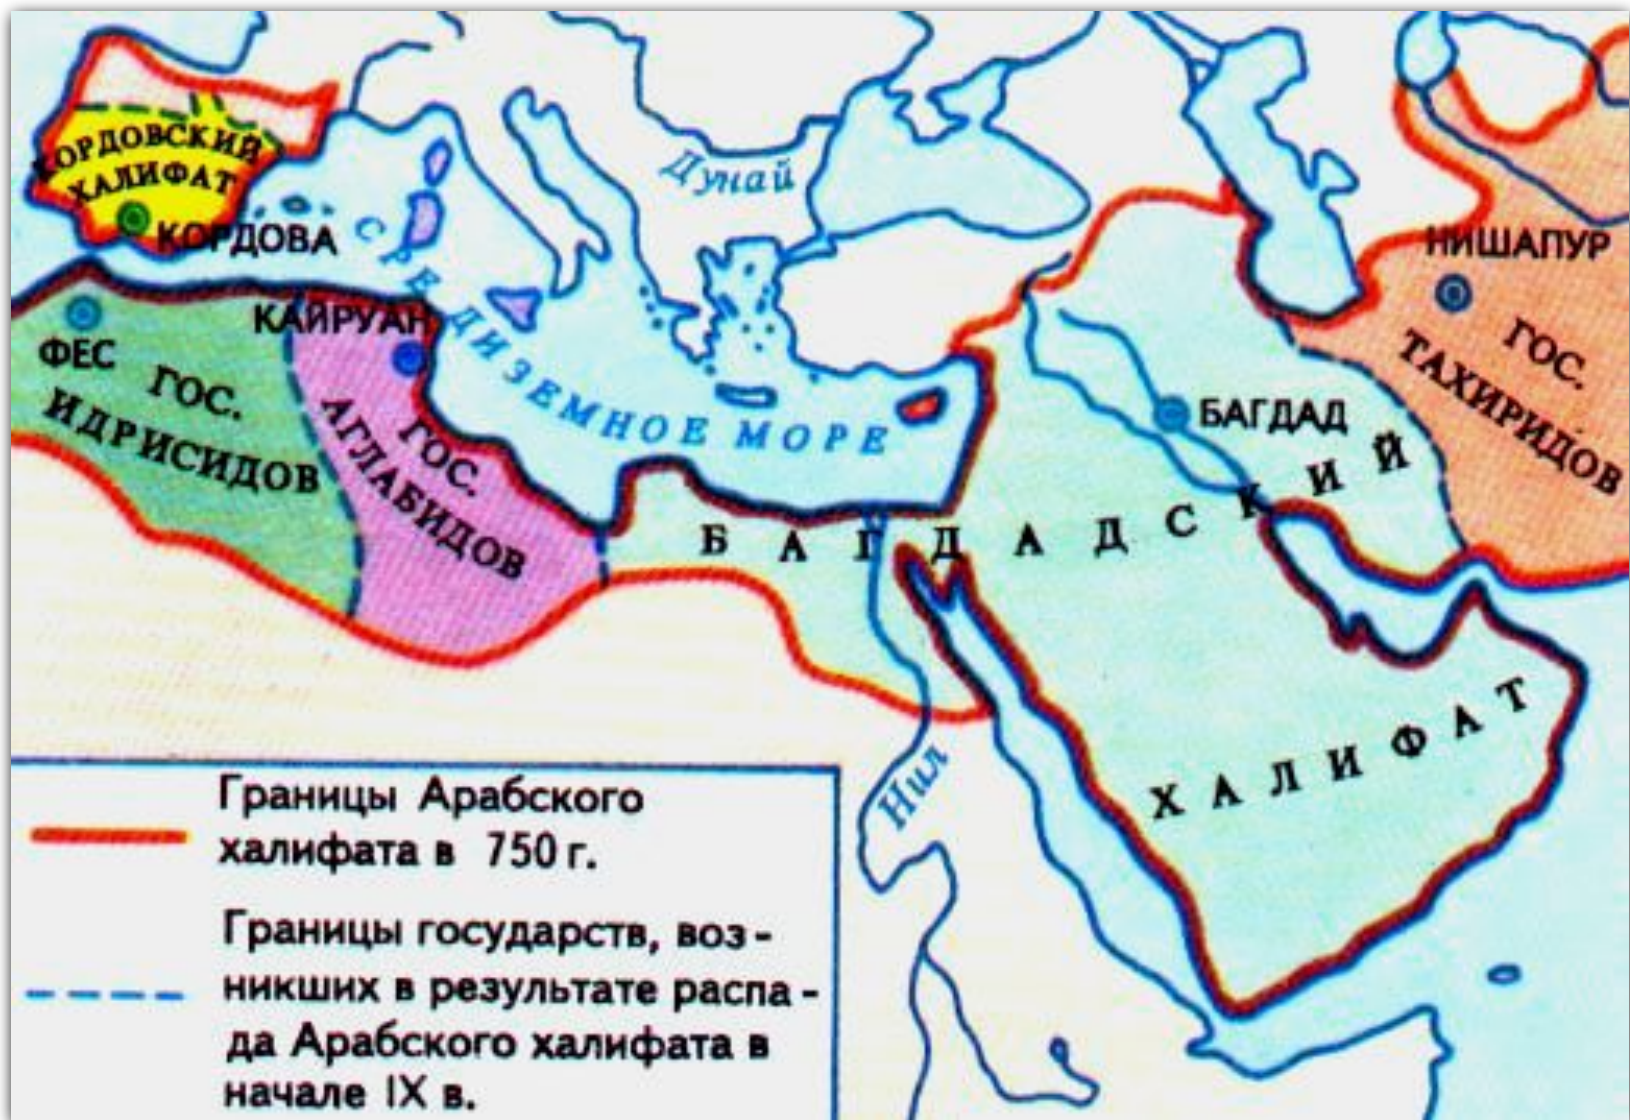 КОРДОВСКИЙ
ХАЛИФАТ
КОРДОВА
Дунай
СРЕДИЗЕМНОЕ МОРЕ
НИШАПУР
ГОС.
ТАХИРИДОВ
КАЙРУАН
ФЕС
ГОС.
ИДРИСИДОВ
ГОС.
АГЛАБИДОВ
БАГДАД
БАГДАДСКИЙ
ХАЛИФАТ
Нил
Границы Арабского
халифата в 750 г.
Границы государств, воз-
никших в результате распа-
да Арабского халифата в
начале IX в.